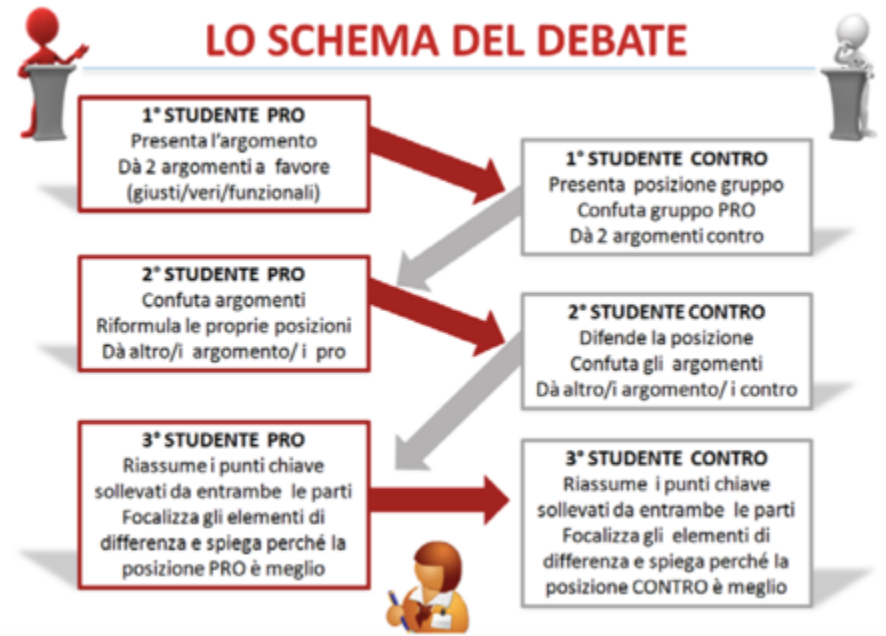 LO SCHEMA DEL DEBATE
1° STUDENTE PRO
Presenta l'argomento
Dà 2 argomenti a favore
(giusti/veri/funzionali)
1° STUDENTE CONTRO
Presenta posizione gruppo
Confuta gruppo PRO
Dà 2 argomenti contro
2° STUDENTE PRO
Confuta argomenti
Riformula le proprie posizioni
Dà altro/i argomento/ i pro
2° STUDENTE CONTRO
Difende la posizione
Confuta gli argomenti
Dà altro/i argomento/ i contro
3° STUDENTE PRO
Riassume i punti chiave
sollevati da entrambe le parti
Focalizza gli elementi di
differenza e spiega perché la
posizione PRO è meglio
3° STUDENTE CONTRO
Riassume i punti chiave
sollevati da entrambe le parti
Focalizza gli elementi di
differenza e spiega perché la
posizione CONTRO è meglio